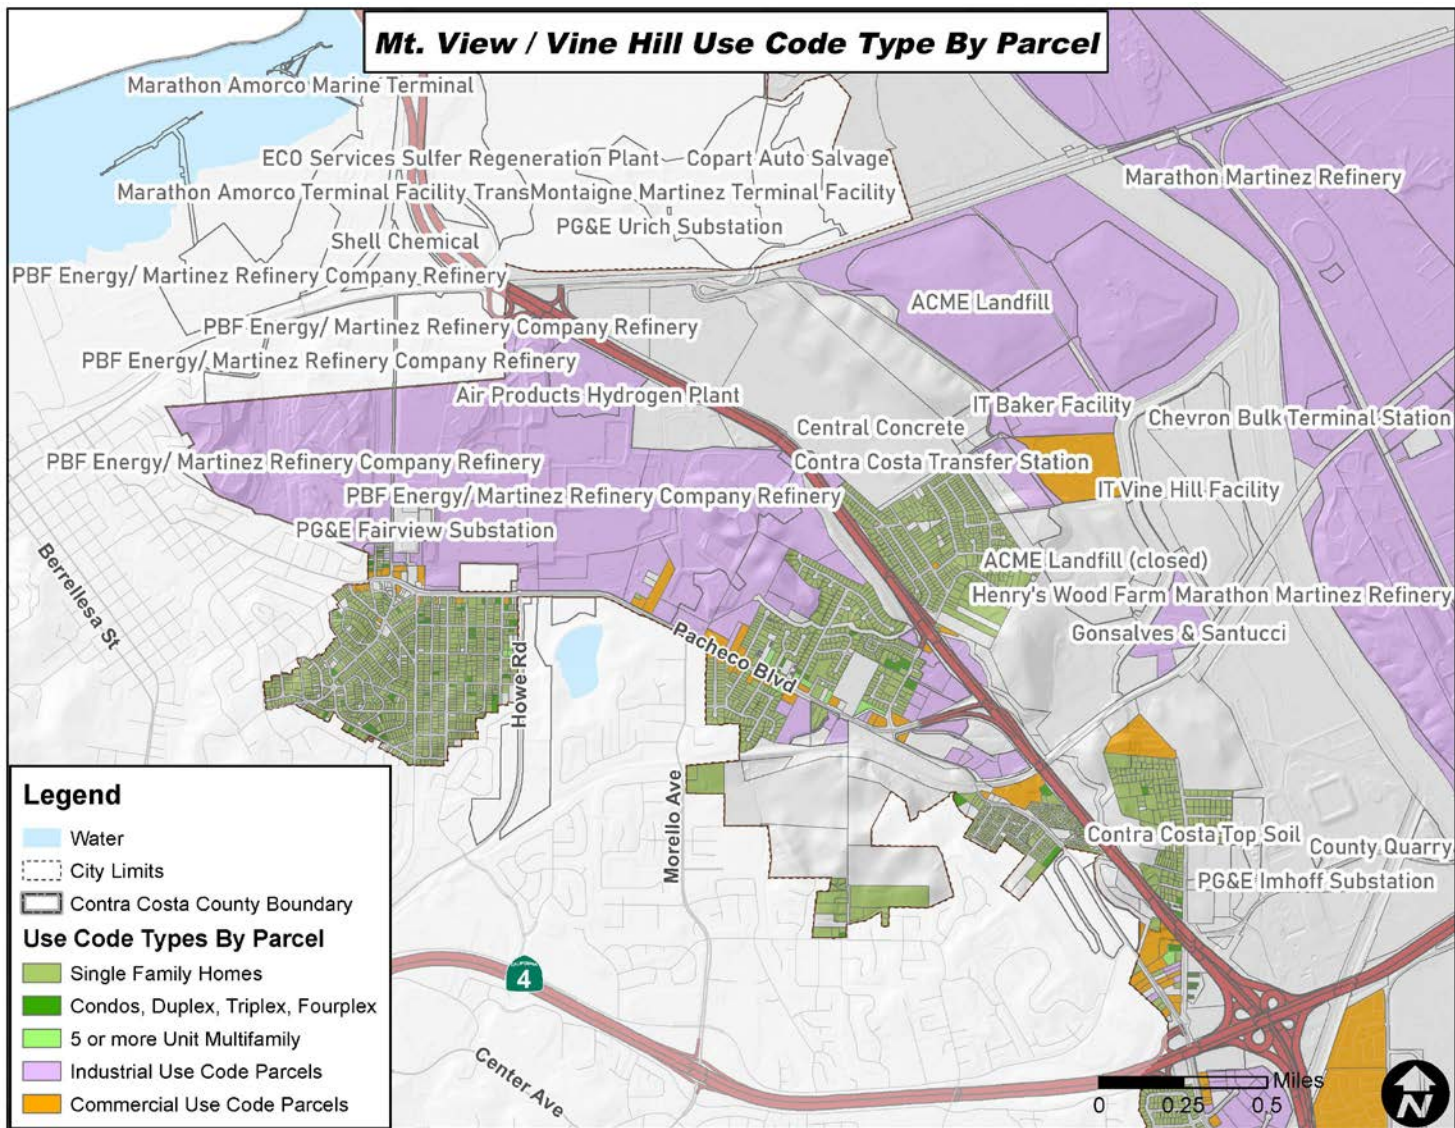 Mt. View / Vine Hill Use Code Type By Parcel
Marathon Amorco Marine Terminal
ECO Services Sulfer Regeneration Plant
Copart Auto Salvage
Marathon Amorco Terminal Facility
TransMontaigne Martinez Terminal Facility
Marathon Martinez Refinery
PG&E Urich Substation
Shell Chemical
PBF Energy/ Martinez Refinery Company Refinery
ACME Landfill
PBF Energy/ Martinez Refinery Company Refinery
PBF Energy/ Martinez Refinery Company Refinery
Air Products Hydrogen Plant
IT Baker Facility
Chevron Bulk Terminal Station
Central Concrete
PBF Energy/ Martinez Refinery Company Refinery
Contra Costa Transfer Station
IT Vine Hill Facility
PBF Energy/ Martinez Refinery Company Refinery
PG&E Fairview Substation
ACME Landfill (closed)
Berrellesa St
Henry's Wood Farm
Marathon Martinez Refinery
Gonsalves & Santucci
Pacheco Blvd
Howe Rd
Morello Ave
Contra Costa Top Soil
County Quarry
PG&E Imhoff Substation
Legend
Water
City Limits
Contra Costa County Boundary
Use Code Types By Parcel
Single Family Homes
Condos, Duplex, Triplex, Fourplex
5 or more Unit Multifamily
Industrial Use Code Parcels
Commercial Use Code Parcels
CALIFORNIA
4
Center Ave
Miles
0 0.25 0.5
N